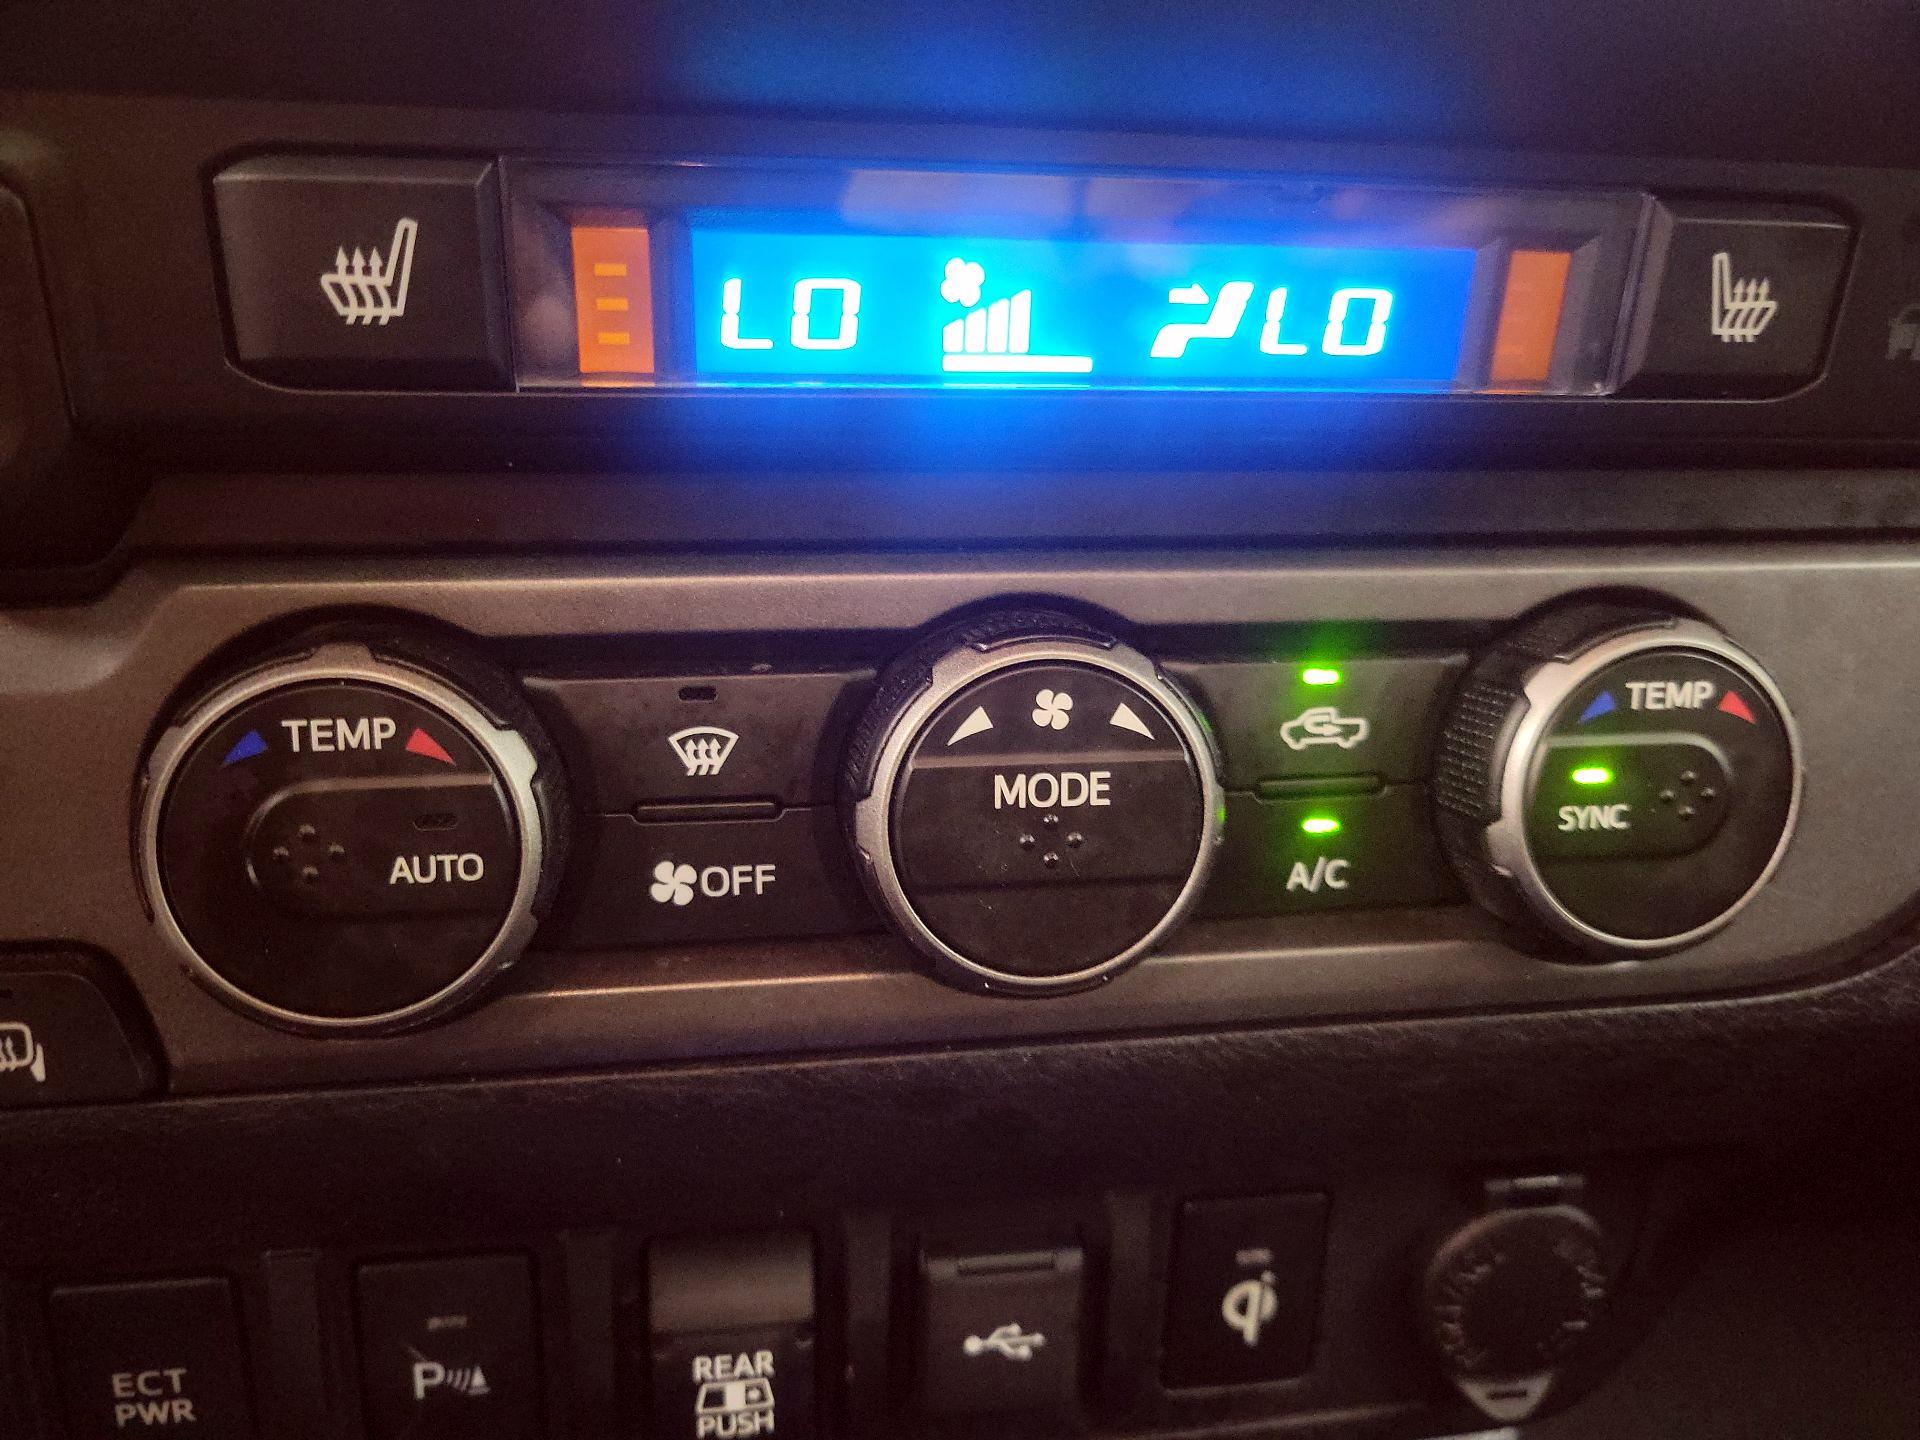 LO LO
TEMP
AUTO
OFF
MODE
A/C
TEMP
SYNC
ECT
PWR
P
REAR
PUSH